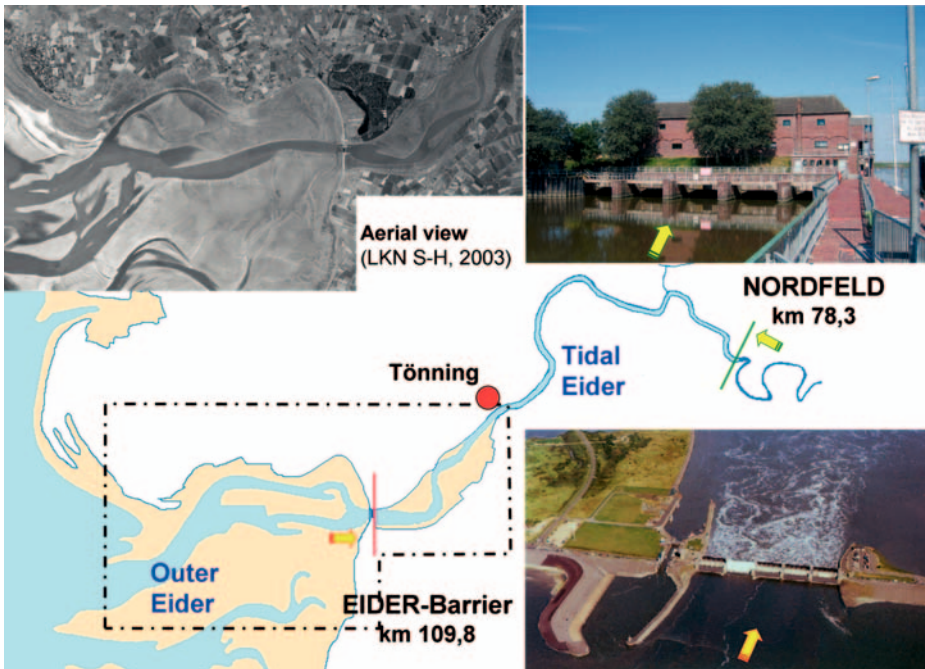 Aerial view
(LKN S-H, 2003)
NORDFELD
km 78,3
Tönning
Tidal
Eider
Outer
Eider
EIDER-Barrier
km 109,8